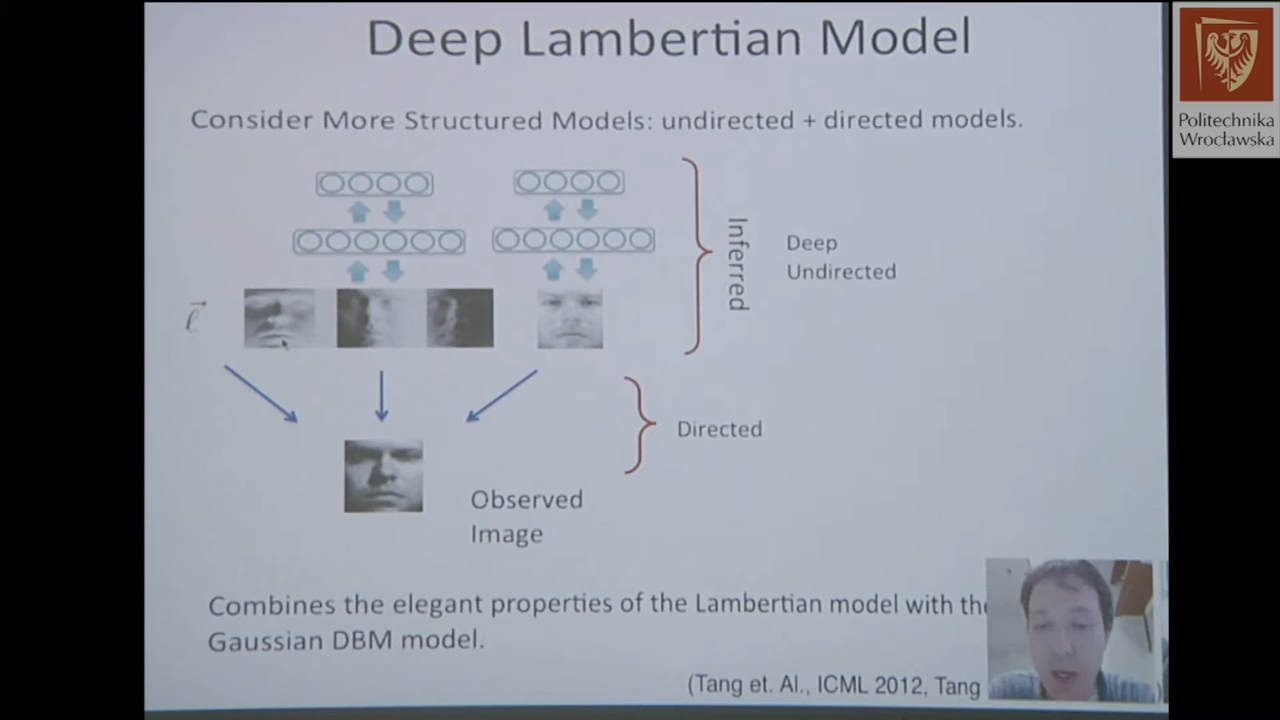 Deep Lambertian Model
Politechnika
Wrocławska
Consider More Structured Models: undirected + directed models.
Inferred
Deep
Undirected
ℓ
Directed
Observed
Image
Combines the elegant properties of the Lambertian model with the
Gaussian DBM model.
(Tang et. Al., ICML 2012, Tang